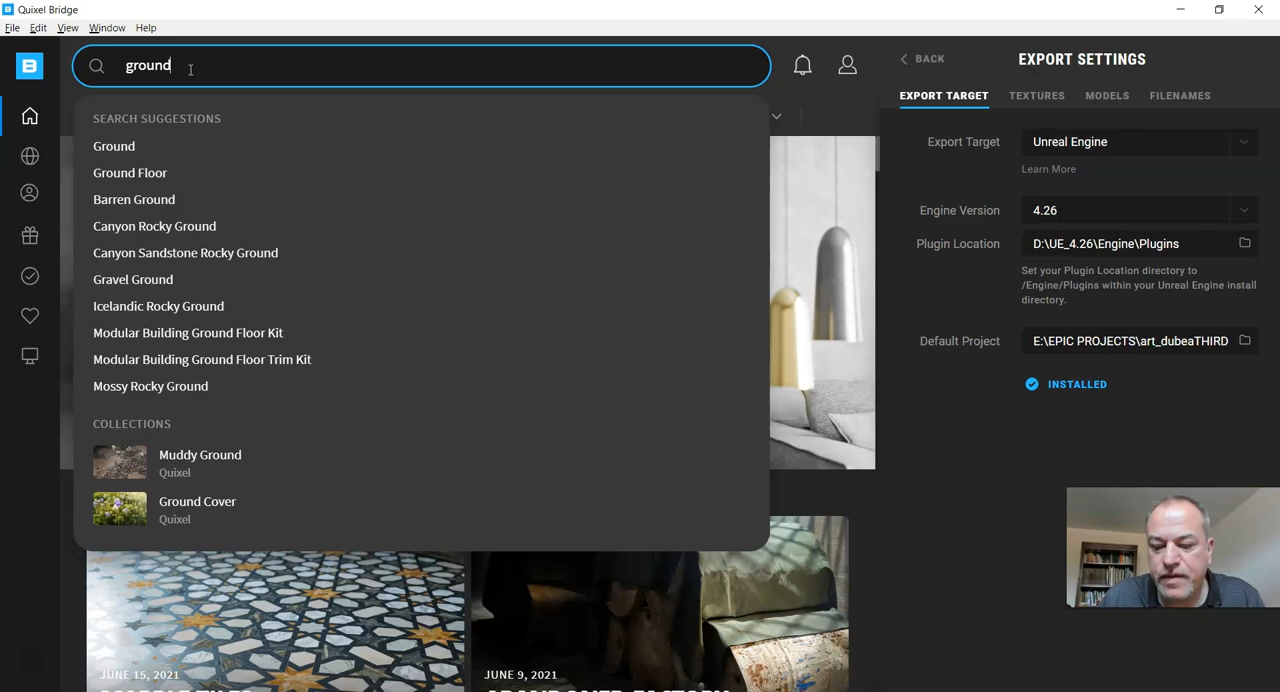 Quixel Bridge
File Edit View Window Help
B
ground
BACK
EXPORT SETTINGS
EXPORT TARGET TEXTURES MODELS FILENAMES
SEARCH SUGGESTIONS
Ground
Ground Floor
Barren Ground
Canyon Rocky Ground
Canyon Sandstone Rocky Ground
Gravel Ground
Icelandic Rocky Ground
Modular Building Ground Floor Kit
Modular Building Ground Floor Trim Kit
Mossy Rocky Ground
COLLECTIONS
Muddy Ground
Quixel
Ground Cover
Quixel
Export Target Unreal Engine
Learn More
Engine Version 4.26
Plugin Location D:\UE_4.26\Engine\Plugins
Set your Plugin Location directory to
/Engine/Plugins within your Unreal Engine install
directory.
Default Project E:\EPIC PROJECTS\art_dubeaTHIRD
INSTALLED
JUNE 15, 2021
JUNE 9, 2021
ABANDONED FACTORY